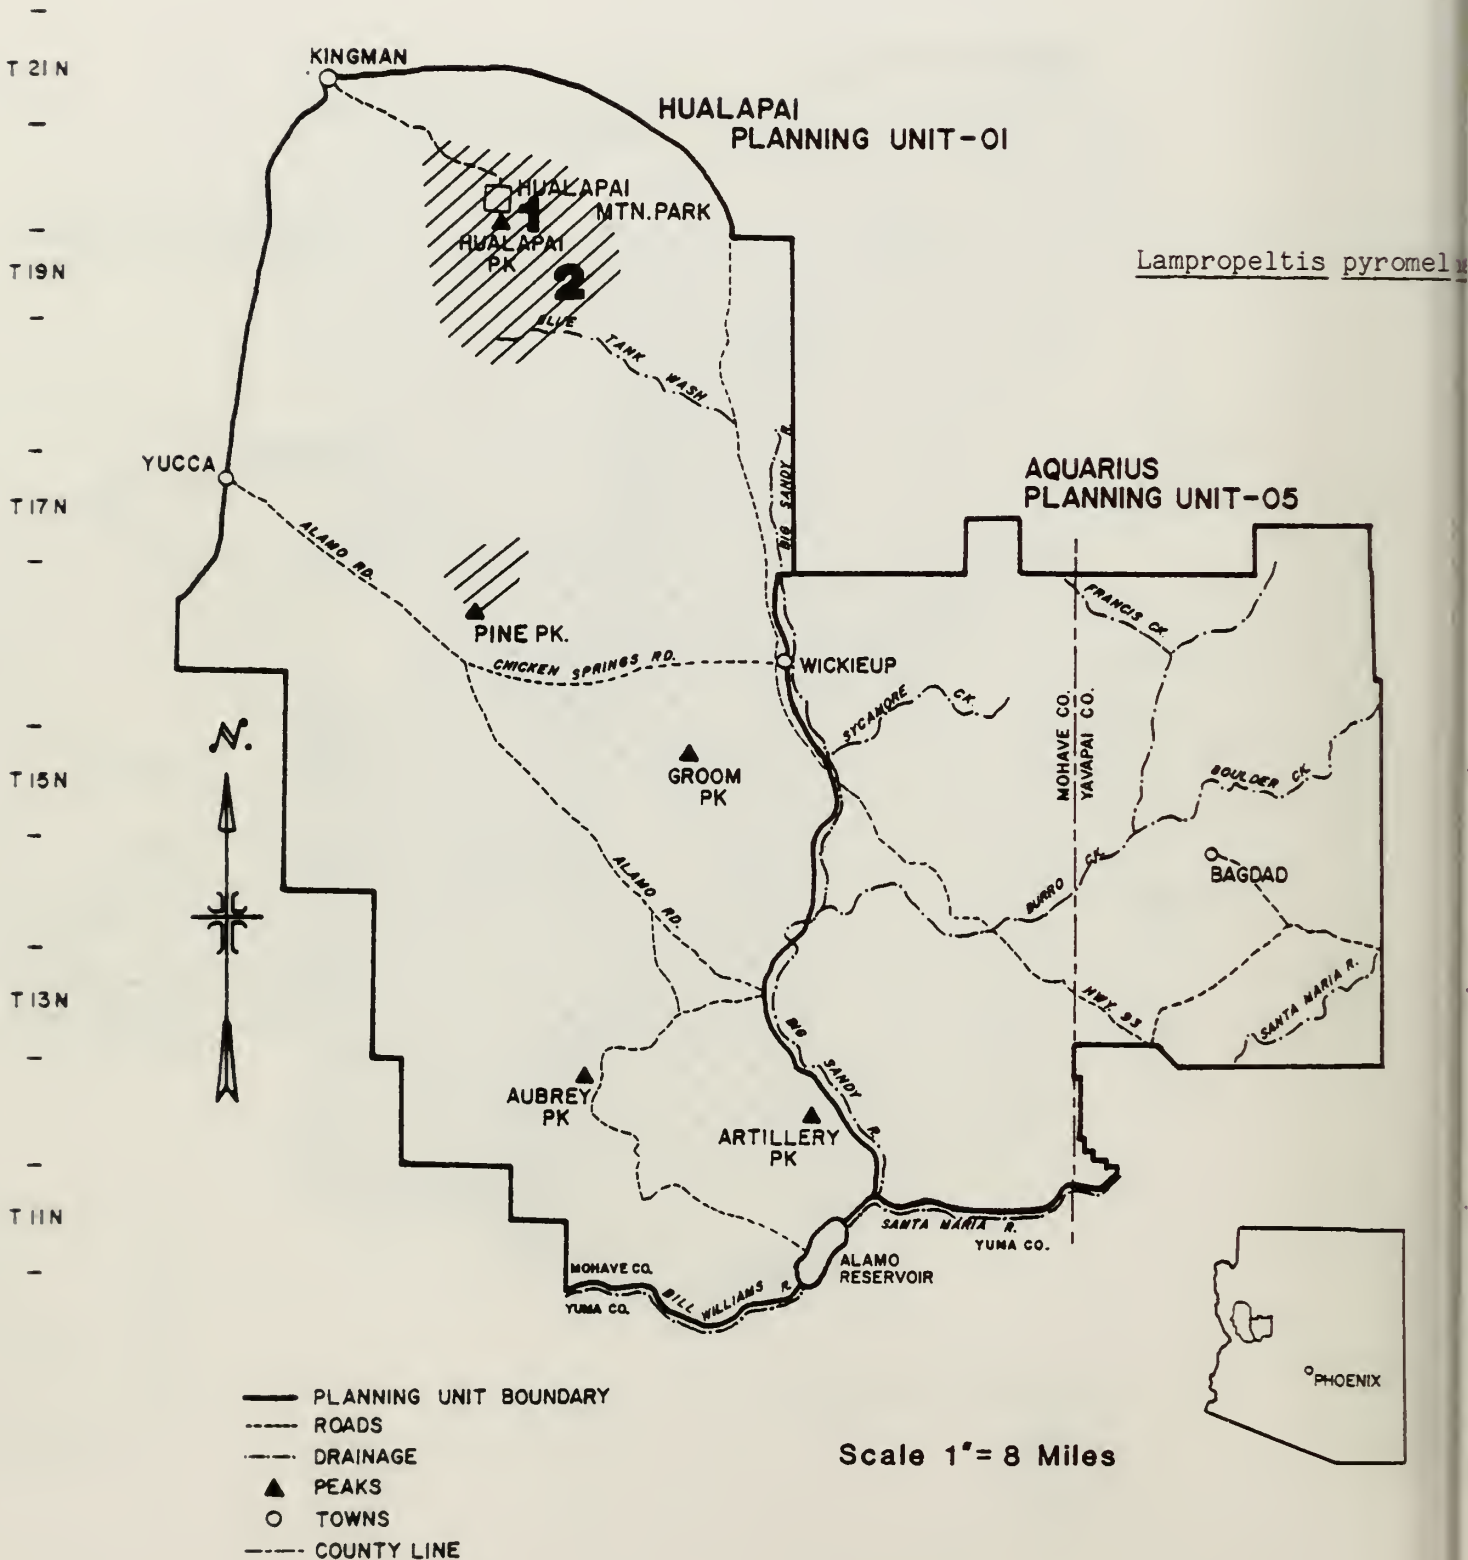 KINGMAN
T 21 N
HUALAPAI
PLANNING UNIT-01
HUALAPAI
MTN. PARK
1
HUALAPAI
PK
2
T 19 N
Lampropeltis
BLUE TANK WASH
BIG SANDY R.
YUCCA
T 17 N
AQUARIUS
PLANNING UNIT-05
ALAMO RD.
FRANCIS CK.
PINE PK.
CHICKEN SPRINGS RD.
WICKIEUP
SYCAMORE CK.
MOHAVE CO.
YAVAPAI CO.
N.
T 15 N
GROOM
PK
BOULDER CK.
ALAMO RD.
BURRO CK.
BAGDAD
T 13 N
HWY. 93
SANTA MARIA R.
BIG SANDY R.
AUBREY
PK
ARTILLERY
PK
T 11 N
SANTA MARIA R.
YUMA CO.
ALAMO
RESERVOIR
MOHAVE CO.
YUMA CO.
BILL WILLIAMS R.
PHOENIX
PLANNING UNIT BOUNDARY
ROADS
DRAINAGE
PEAKS
TOWNS
COUNTY LINE
Scale 1"= 8 Miles